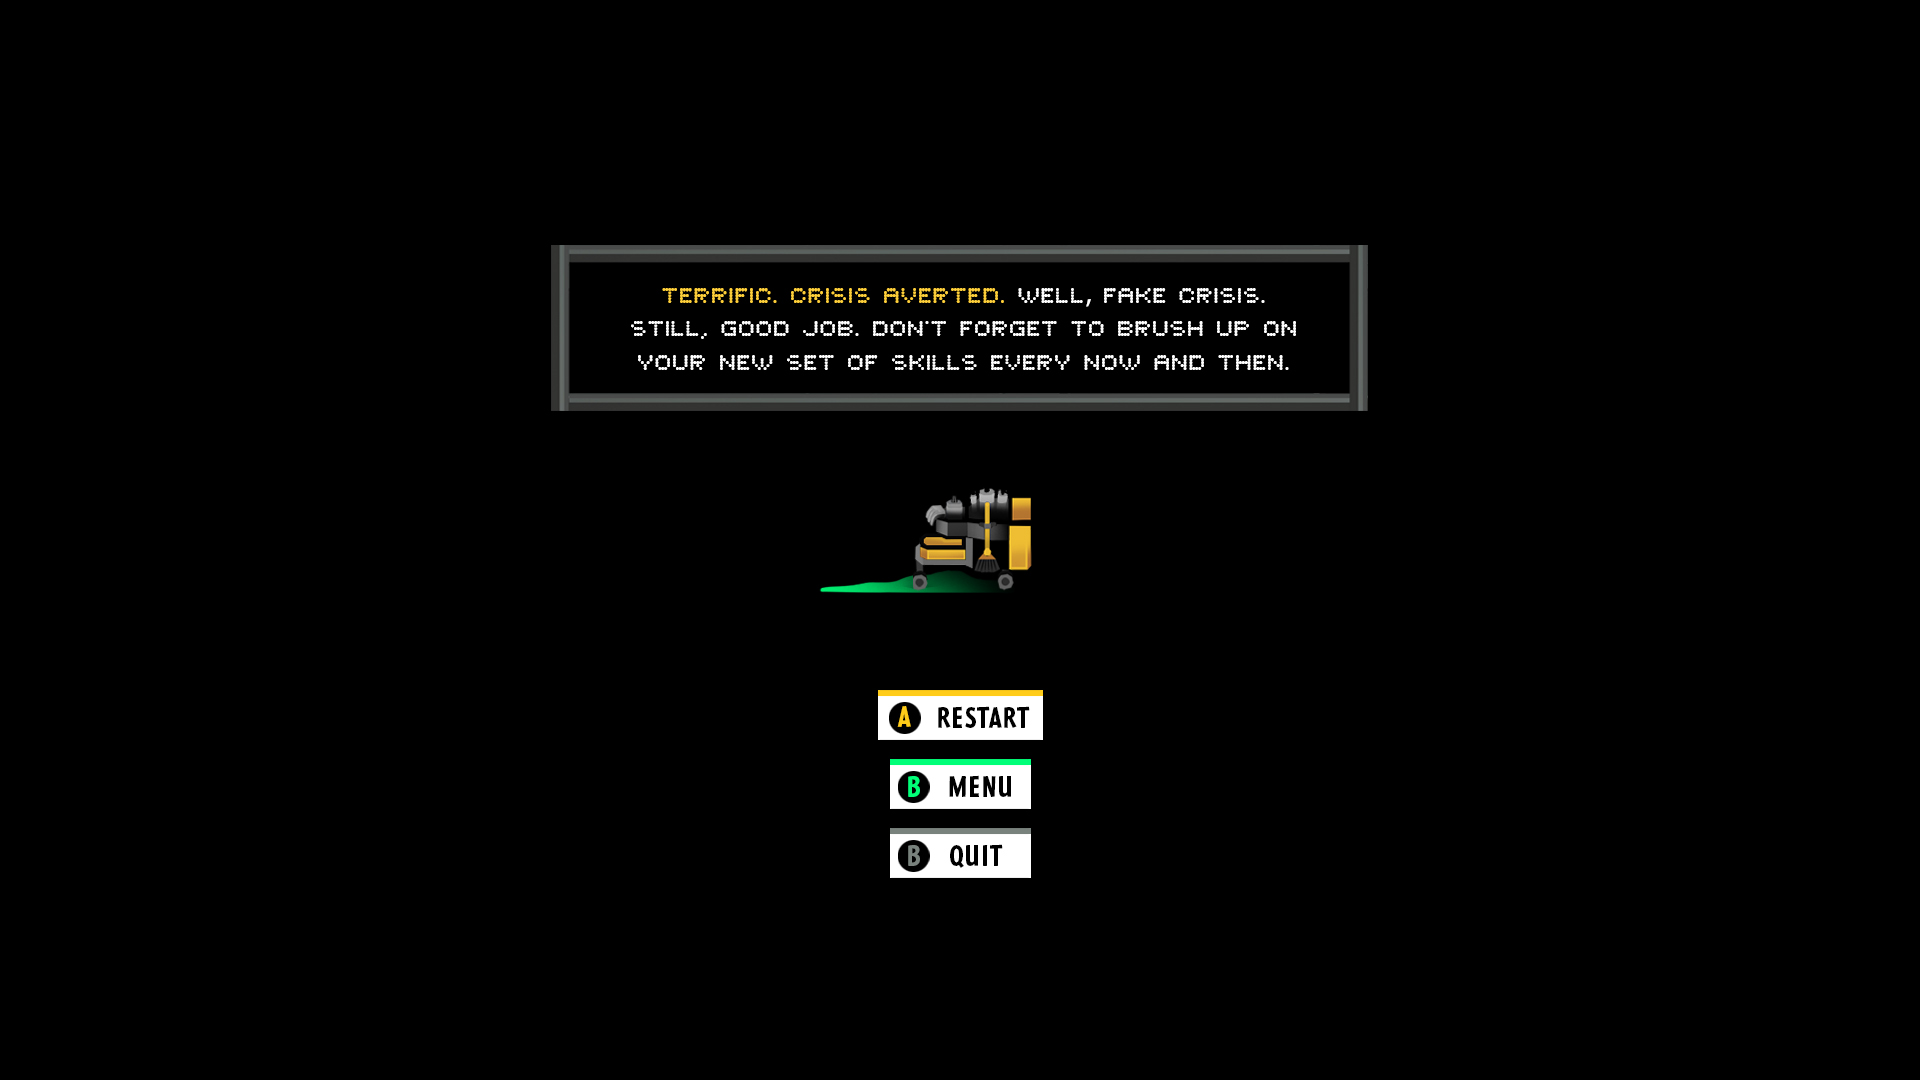 TERRIFIC. CRISIS AVERTED. WELL, FAKE CRISIS.
STILL, GOOD JOB. DON'T FORGET TO BRUSH UP ON
YOUR NEW SET OF SKILLS EVERY NOW AND THEN.
A RESTART
B MENU
B QUIT